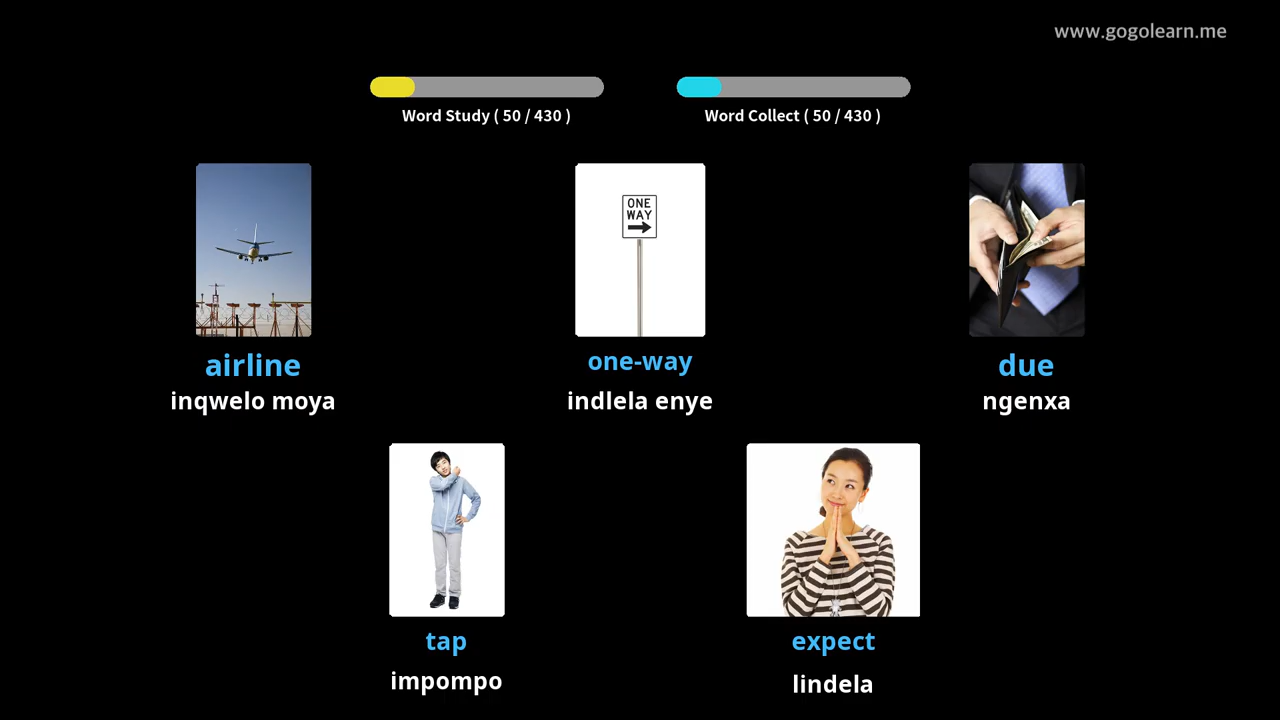 www.gogolearn.me
Word Study ( 50 / 430 )
Word Collect ( 50 / 430 )
ONE
WAY
airline
one-way
due
inqwelo moya
indlela enye
ngenxa
tap
expect
impompo
lindela